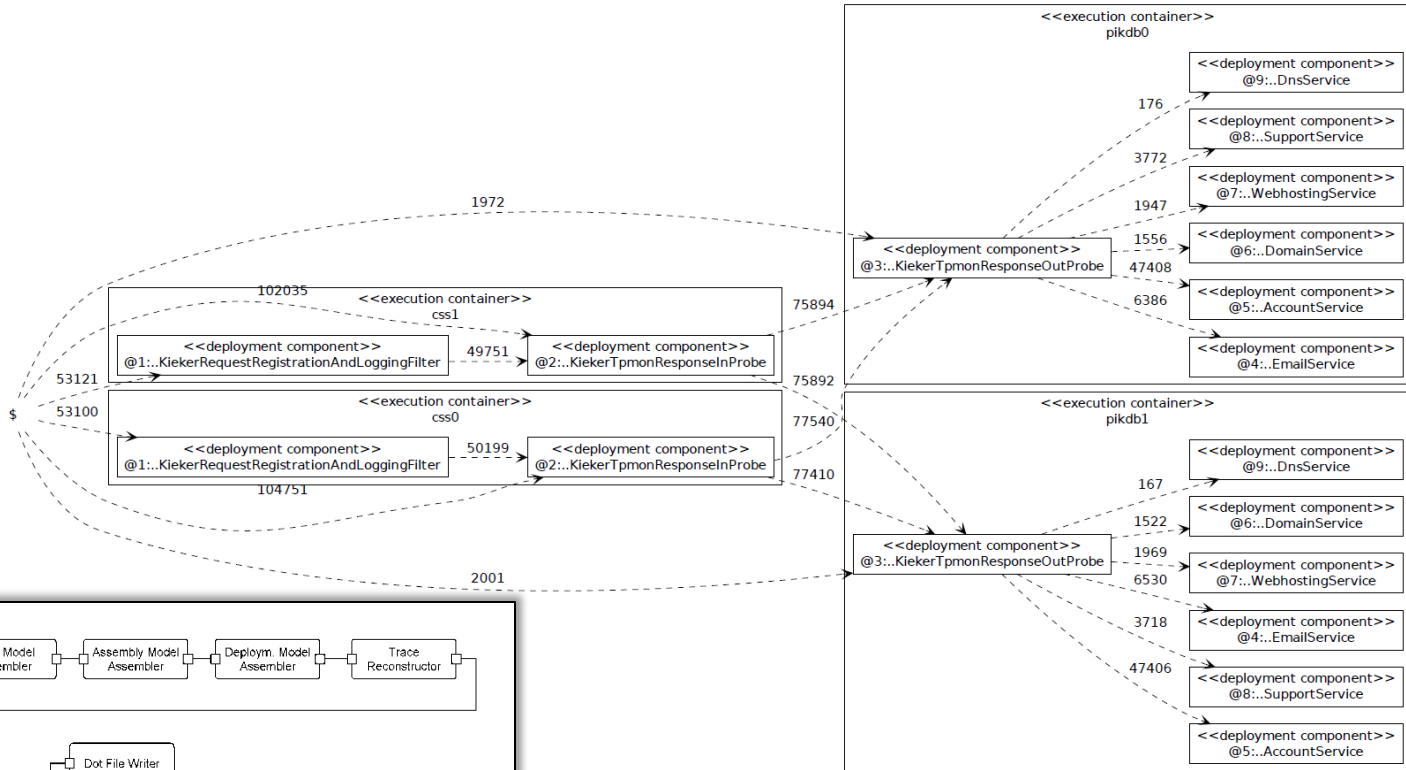 <<execution container>>
pikdb0
<<deployment component>>
@9:..DnsService
176
<<deployment component>>
@8:..SupportService
3772
<<deployment component>>
@7:..WebhostingService
1947
<<deployment component>>
@6:..DomainService
1556
<<deployment component>>
@5:..AccountService
47408
<<deployment component>>
@4:..EmailService
6386
<<deployment component>>
@3:..KiekerTpmonResponseOutProbe
1972
102035
<<execution container>>
css1
<<deployment component>>
@1:..KiekerRequestRegistrationAndLoggingFilter
49751
<<deployment component>>
@2:..KiekerTpmonResponseInProbe
75894
75892
53121
$
53100
<<execution container>>
css0
<<deployment component>>
@1:..KiekerRequestRegistrationAndLoggingFilter
50199
<<deployment component>>
@2:..KiekerTpmonResponseInProbe
77540
77410
104751
2001
<<execution container>>
pikdb1
<<deployment component>>
@3:..KiekerTpmonResponseOutProbe
<<deployment component>>
@9:..DnsService
167
<<deployment component>>
@6:..DomainService
1522
<<deployment component>>
@7:..WebhostingService
1969
<<deployment component>>
@4:..EmailService
6530
<<deployment component>>
@8:..SupportService
3718
<<deployment component>>
@5:..AccountService
47406
Model
Assembly Model
Assembler
Deploym. Model
Assembler
Trace
Reconstructor
Dot File Writer